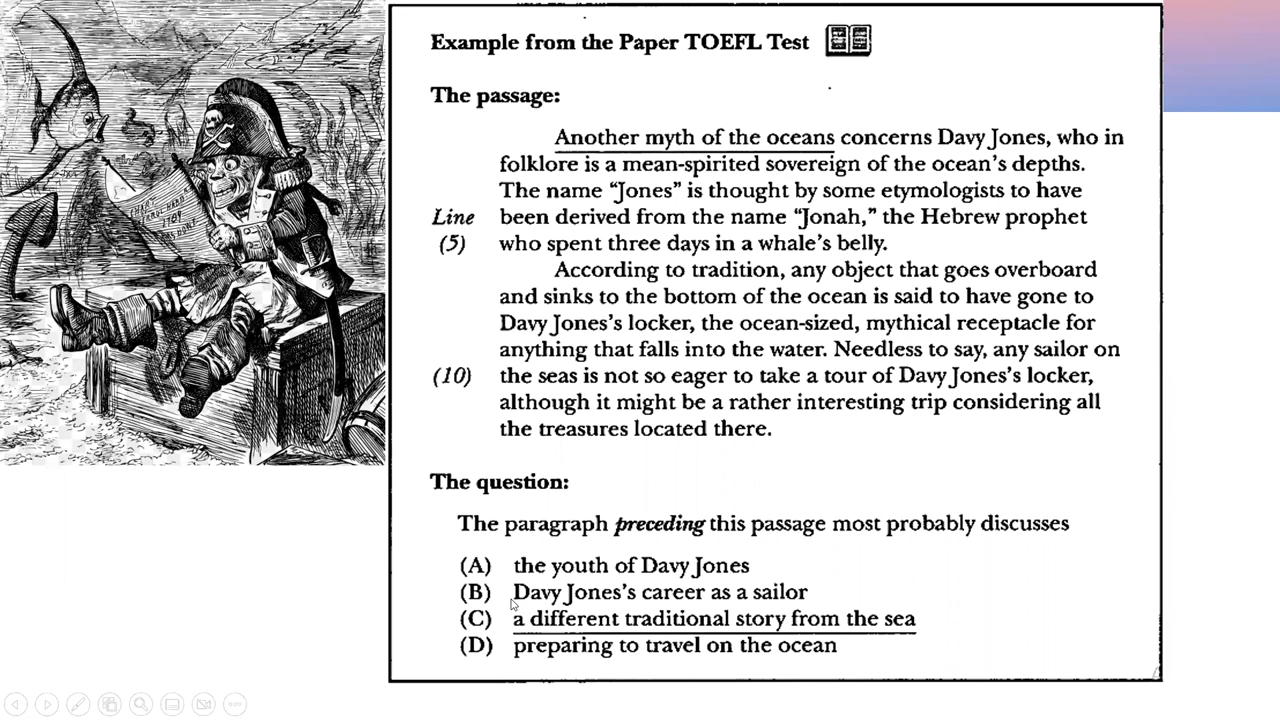 Example from the Paper TOEFL Test
The passage:
Another myth of the oceans concerns Davy Jones, who in
folklore is a mean-spirited sovereign of the ocean's depths.
The name “Jones” is thought by some etymologists to have
Line been derived from the name “Jonah,” the Hebrew prophet
(5) who spent three days in a whale's belly.
According to tradition, any object that goes overboard
and sinks to the bottom of the ocean is said to have gone to
Davy Jones's locker, the ocean-sized, mythical receptacle for
anything that falls into the water. Needless to say, any sailor on
(10) the seas is not so eager to take a tour of Davy Jones's locker,
although it might be a rather interesting trip considering all
the treasures located there.
The question:
The paragraph preceding this passage most probably discusses
(A) the youth of Davy Jones
(B) Davy Jones's career as a sailor
(C) a different traditional story from the sea
(D) preparing to travel on the ocean